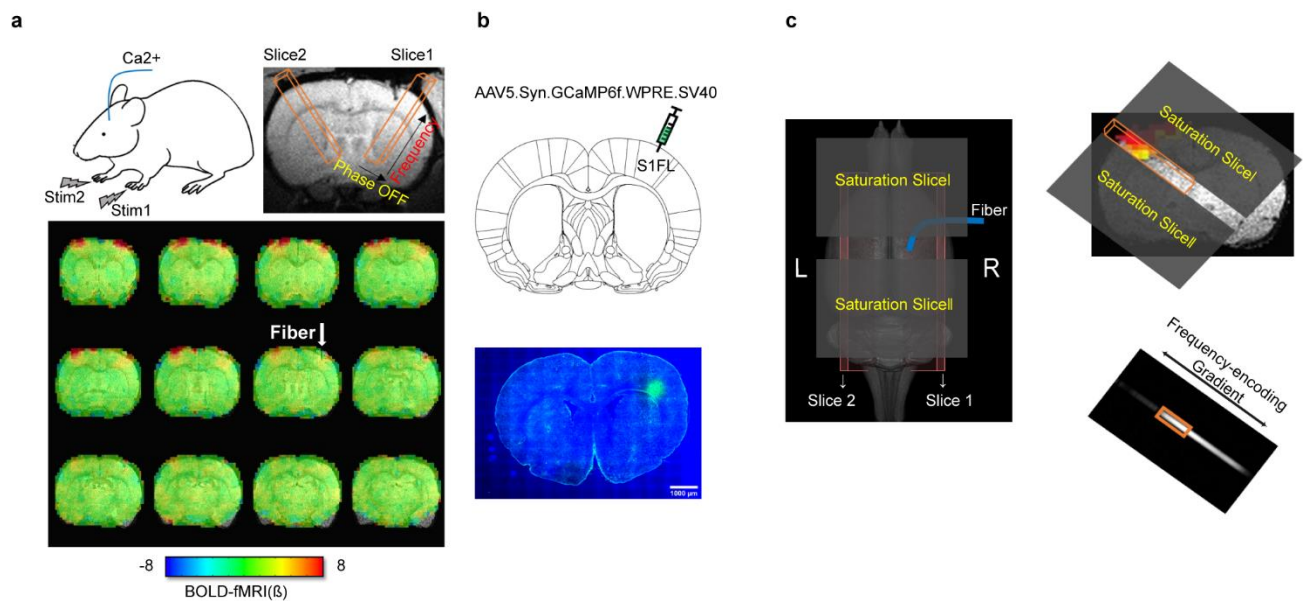 a
Ca2+
Stim2
Stim1
Slice2
Slice1
Phase OFF
Frequency
Fiber
-8
8
BOLD-fMRI(ß)
b
AAV5.Syn.GCaMP6f.WPRE.SV40
S1FL
1000 µm
c
Saturation SliceI
Fiber
L
R
Saturation SliceII
Slice 2
Slice 1
Saturation SliceI
Saturation SliceII
Frequency-encoding
Gradient